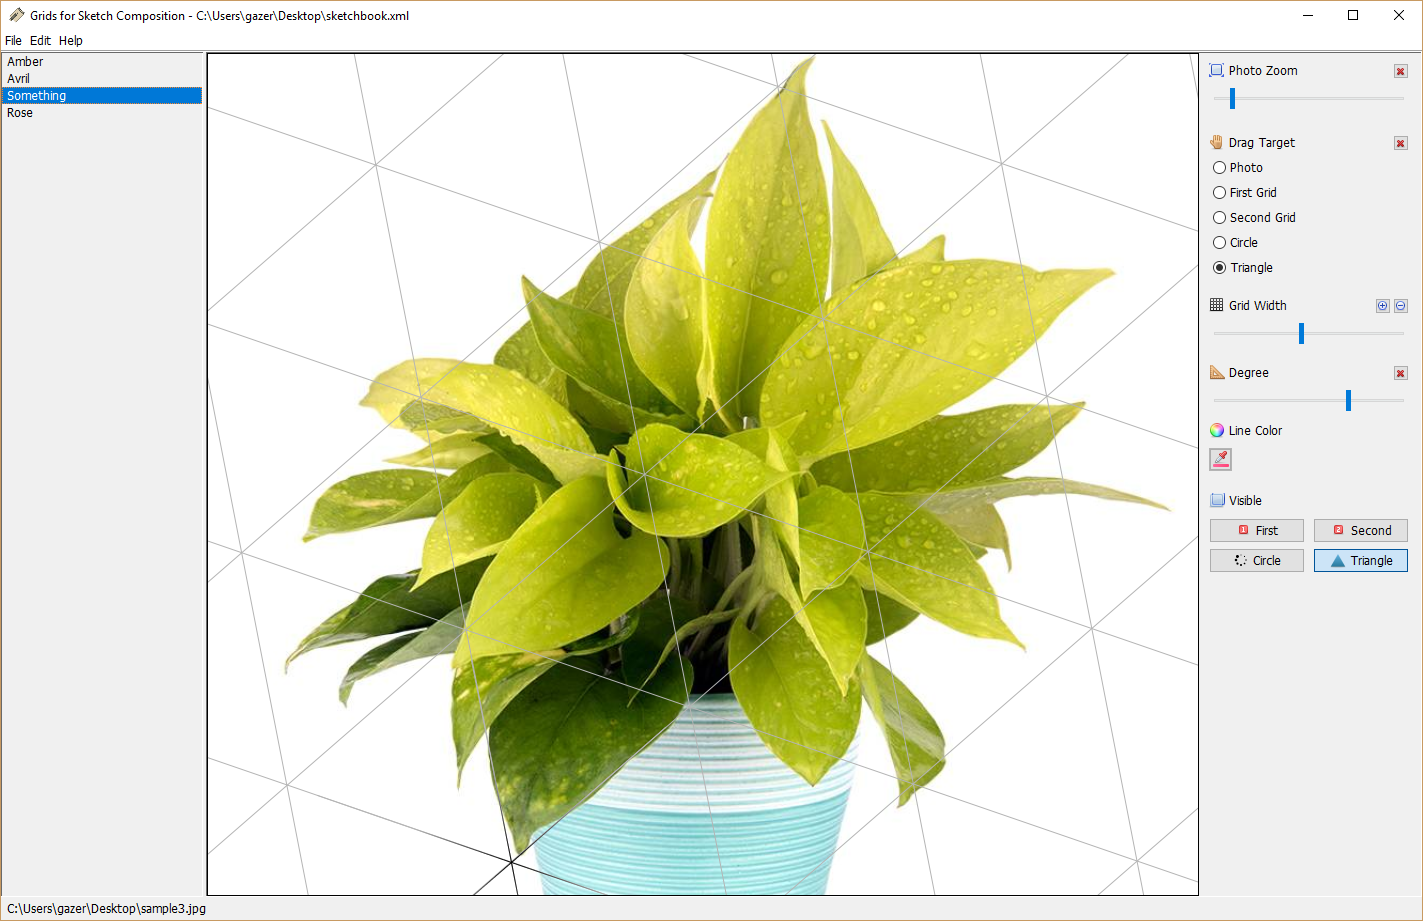 Grids for Sketch Composition - C:\Users\gazer\Desktop\sketchbook.xml
File Edit Help
Amber
Avril
Something
Rose
Photo Zoom
Drag Target
Photo
First Grid
Second Grid
Circle
Triangle
Grid Width
Degree
Line Color
Visible
1 First
2 Second
Circle
Triangle
C:\Users\gazer\Desktop\sample3.jpg